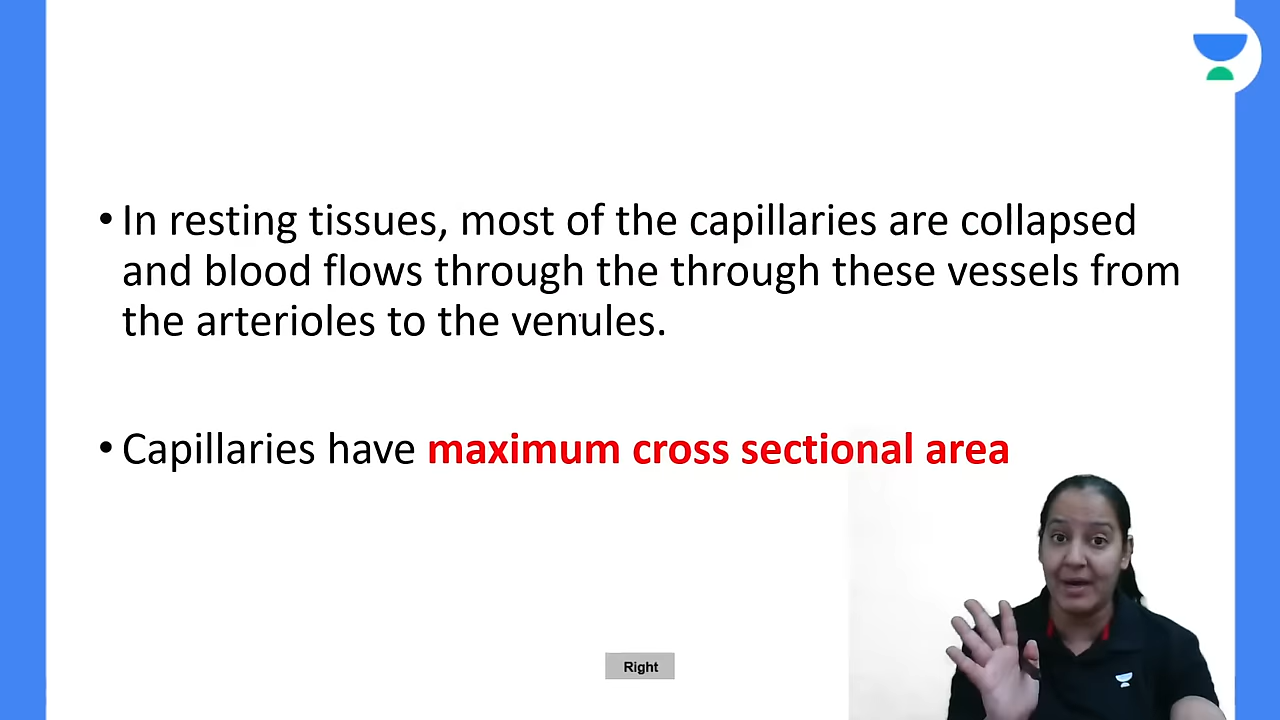 • In resting tissues, most of the capillaries are collapsed
and blood flows through the through these vessels from
the arterioles to the venules.
• Capillaries have maximum cross sectional area
Right